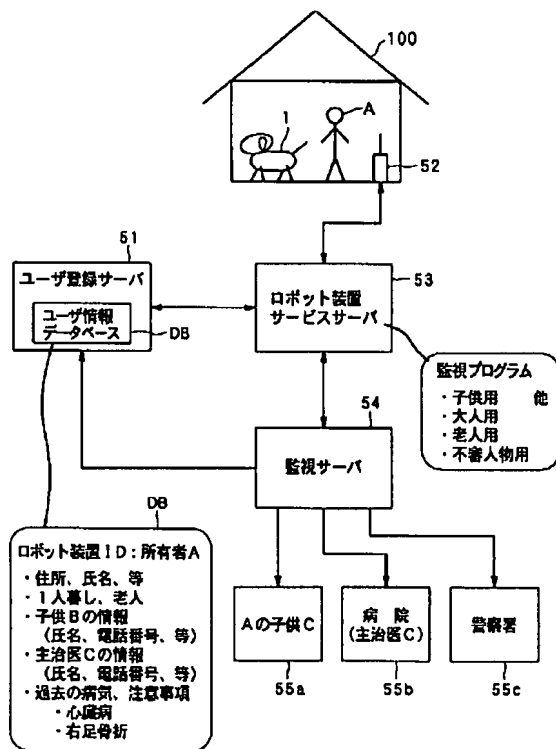 100
A
1
52
51
ユーザ登録サーバ
ユーザ情報
データベース
DB
53
ロボット装置
サービスサーバ
監視プログラム
・子供用 他
・大人用
・老人用
・不審人物用
54
監視サーバ
DB
ロボット装置ID:所有者A
・住所、氏名、等
・1人暮し、老人
・子供Bの情報
(氏名、電話番号、等)
・主治医Cの情報
(氏名、電話番号、等)
・過去の病気、注意事項
・心臓病
・右足骨折
Aの子供C
病 院
(主治医C)
警察署
55a
55b
55c